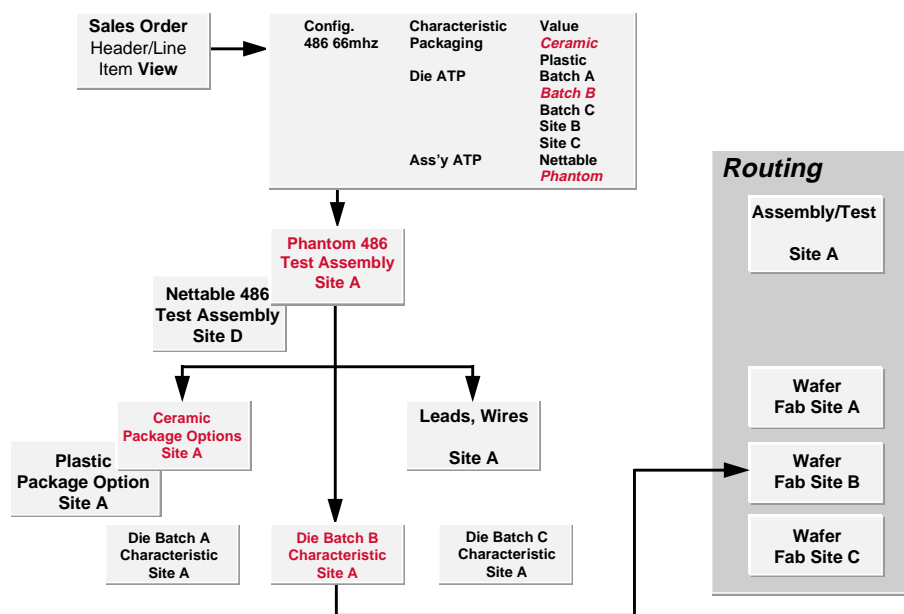 Sales Order
Header/Line
Item View
Config. Characteristic Value
486 66mhz Packaging Ceramic
Plastic
Die ATP Batch A
Batch B
Batch C
Site B
Site C
Ass'y ATP Nettable
Phantom
Routing
Assembly/Test
Site A
Phantom 486
Test Assembly
Site A
Nettable 486
Test Assembly
Site D
Ceramic
Package Options
Site A
Leads, Wires
Site A
Plastic
Package Option
Site A
Wafer
Fab Site A
Wafer
Fab Site B
Wafer
Fab Site C
Die Batch A
Characteristic
Site A
Die Batch B
Characteristic
Site A
Die Batch C
Characteristic
Site A